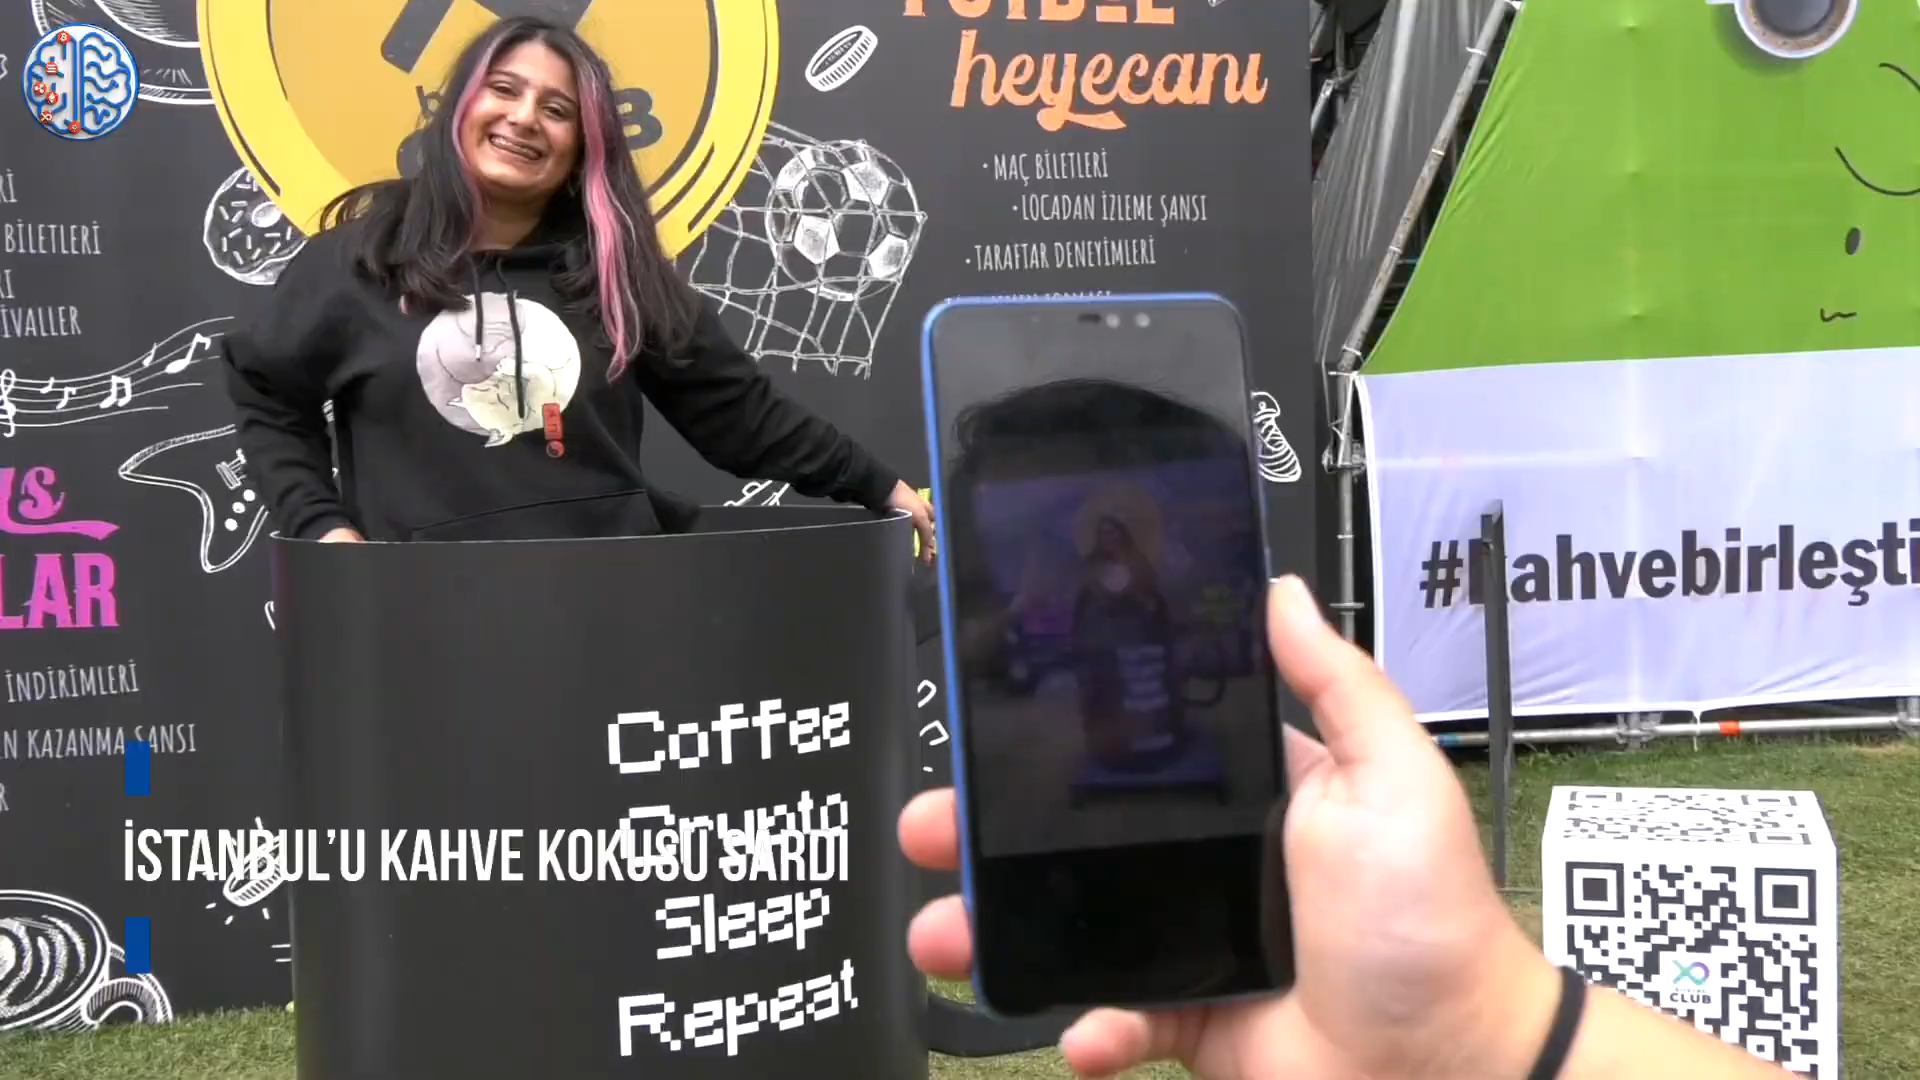 heyecanı
• MAÇ BİLETLERİ
• LOCADAN İZLEME ŞANSI
• TARAFTAR DENEYİMLERİ
BİLETLERİ
LAR
İNDİRİMLERİ
KAZANMA ŞANSI
#kahvebirleşti
Coffee
Crypto
Sleep
Repeat
İSTANBUL'U KAHVE KOKUSU SARDI
CLUB